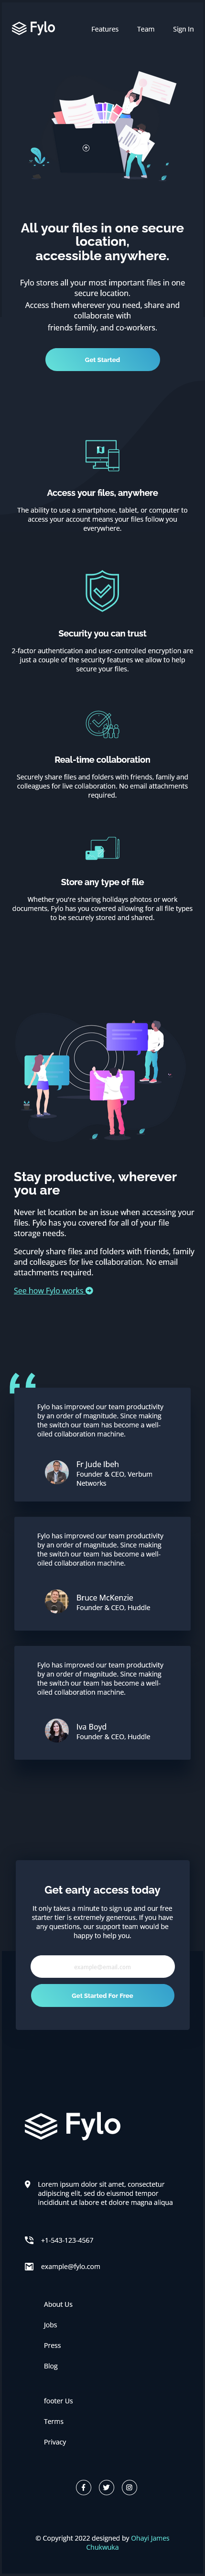 Fylo
Features Team Sign In
All your files in one secure
location,
accessible anywhere.
Fylo stores all your most important files in one
secure location.
Access them wherever you need, share and
collaborate with
friends family, and co-workers.
Get Started
Access your files, anywhere
The ability to use a smartphone, tablet, or computer to
access your account means your files follow you
everywhere.
Security you can trust
2-factor authentication and user-controlled encryption are
just a couple of the security features we allow to help
secure your files.
Real-time collaboration
Securely share files and folders with friends, family and
colleagues for live collaboration. No email attachments
required.
Store any type of file
Whether you're sharing holidays photos or work
documents, Fylo has you covered allowing for all file types
to be securely stored and shared.
Stay productive, wherever
you are
Never let location be an issue when accessing your
files. Fylo has you covered for all of your file
storage needs.
Securely share files and folders with friends, family
and colleagues for live collaboration. No email
attachments required.
See how Fylo works
Fylo has improved our team productivity
by an order of magnitude. Since making
the switch our team has become a well-
oiled collaboration machine.
Fr Jude Ibeh
Founder & CEO, Verbum
Networks
Fylo has improved our team productivity
by an order of magnitude. Since making
the switch our team has become a well-
oiled collaboration machine.
Bruce McKenzie
Founder & CEO, Huddle
Fylo has improved our team productivity
by an order of magnitude. Since making
the switch our team has become a well-
oiled collaboration machine.
Iva Boyd
Founder & CEO, Huddle
Get early access today
It only takes a minute to sign up and our free
starter tier is extremely generous. If you have
any questions, our support team would be
happy to help you.
example@email.com
Get Started For Free
Fylo
Lorem ipsum dolor sit amet, consectetur
adipiscing elit, sed do eiusmod tempor
incididunt ut labore et dolore magna aliqua
+1-543-123-4567
example@fylo.com
About Us
Jobs
Press
Blog
footer Us
Terms
Privacy
© Copyright 2022 designed by Ohayi James
Chukwuka